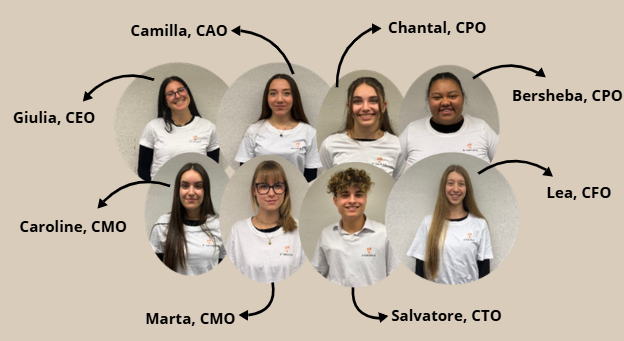 Camilla, CAO
Chantal, CPO
Giulia, CEO
Bersheba, CPO
Caroline, CMO
Lea, CFO
Marta, CMO
Salvatore, CTO